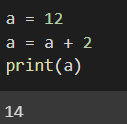 a = 12
a = a + 2
print(a)
14